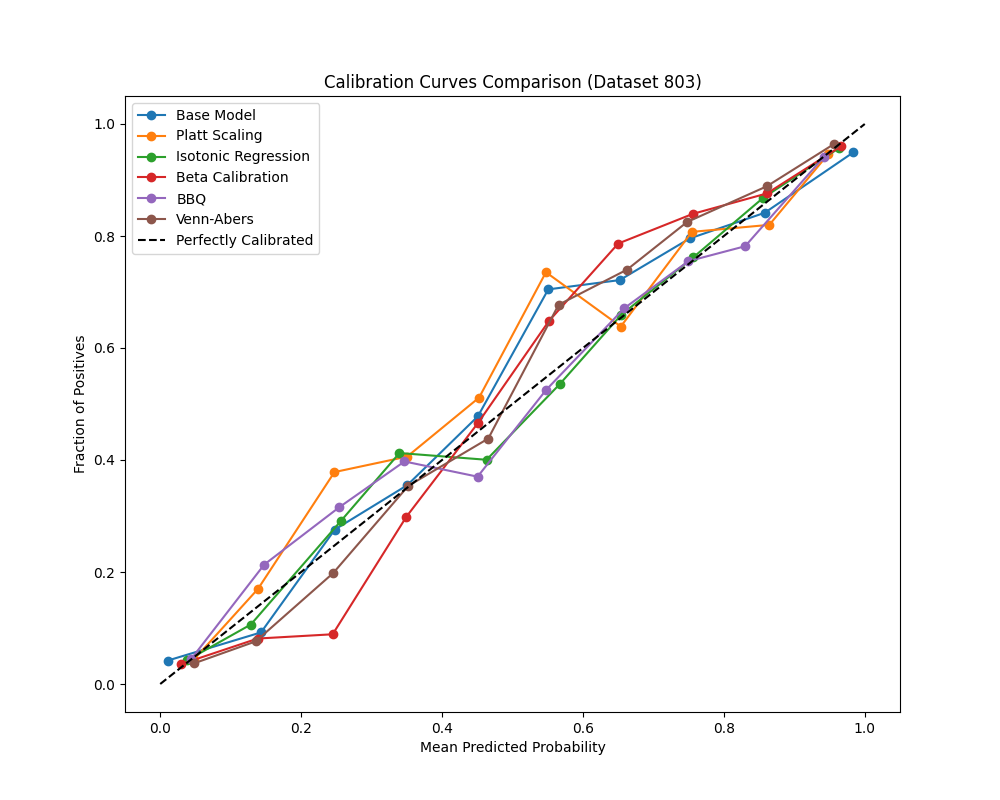 Calibration Curves Comparison (Dataset 803)
Base Model
Platt Scaling
Isotonic Regression
Beta Calibration
BBQ
Venn-Abers
Perfectly Calibrated
Fraction of Positives
1.0
0.8
0.6
0.4
0.2
0.0
0.0 0.2 0.4 0.6 0.8 1.0
Mean Predicted Probability